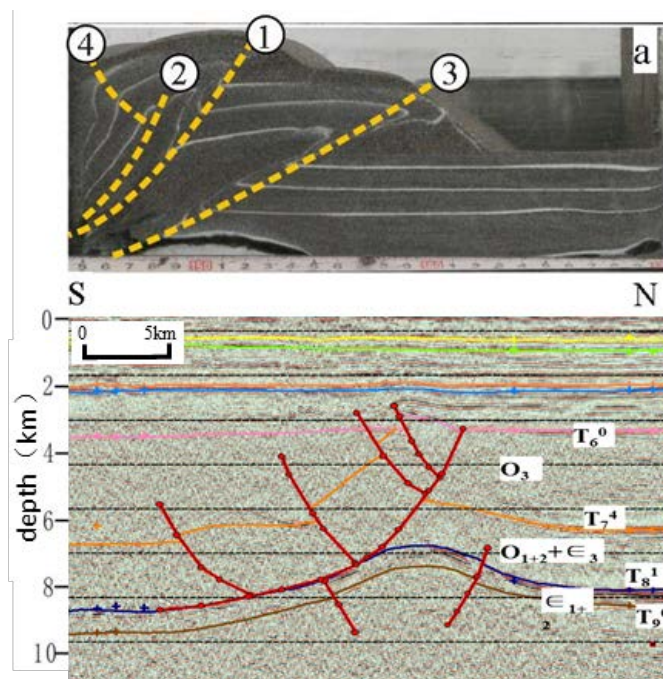 ④ ① ② ③ a
S N
0 5km
0
2
4
6
8
10
depth (km)
T₆⁰
O₃
T₇⁴
O₁₊₂+∈₃
T₈¹
∈₁₊₂
T₉⁰